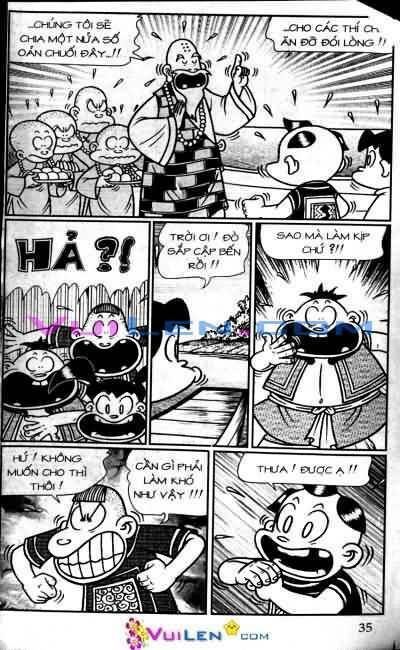 ...CHÚNG TÔI SẼ
CHIA MỘT NỬA SỐ
OẢN CHUỐI ĐÂY...!!
...CHO CÁC THÍ CH
ĂN ĐỠ ĐÓI LÒNG !!
HẢ ?!
TRỜI ƠI ! ĐÒ
SẮP CẬP BẾN
RỒI !!
SAO MÀ LÀM KỊP
CHỨ ?!!
VUILEN.COM
HỨ ! KHÔNG
MUỐN CHO THÌ
THÔI !
CẦN GÌ PHẢI
LÀM KHÓ
NHƯ VẬY !!!
THƯA ! ĐƯỢC Ạ !!
35
VUILEN.COM